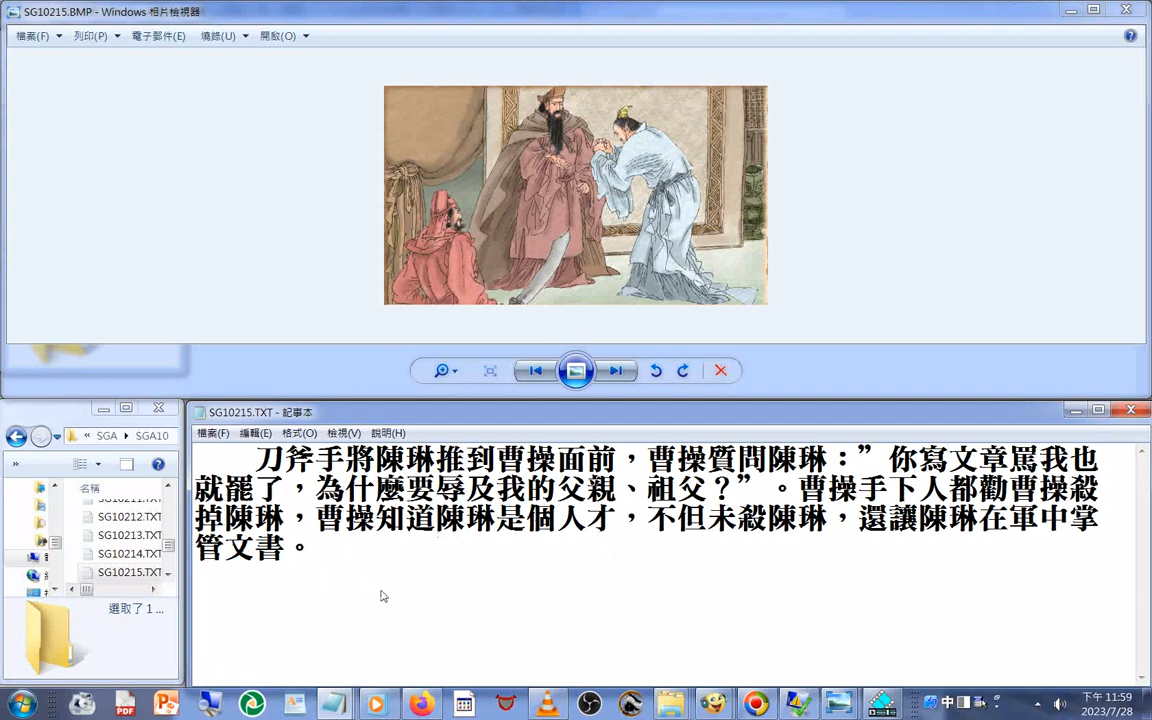 SG10215.BMP - Windows 相片檢視器
檔案(F) 列印(P) 電子郵件(E) 燒錄(U) 開啟(O)
« SGA ▸ SGA10
»
名稱
SG10212.TXT
SG10213.TXT
SG10214.TXT
SG10215.TXT
選取了 1 ...
SG10215.TXT - 記事本
檔案(F) 編輯(E) 格式(O) 檢視(V) 說明(H)
刀斧手將陳琳推到曹操面前，曹操質問陳琳：”你寫文章罵我也
就罷了，為什麼要辱及我的父親、祖父？”。曹操手下人都勸曹操殺
掉陳琳，曹操知道陳琳是個人才，不但未殺陳琳，還讓陳琳在軍中掌
管文書。
PDF
中
下午 11:59
2023/7/28